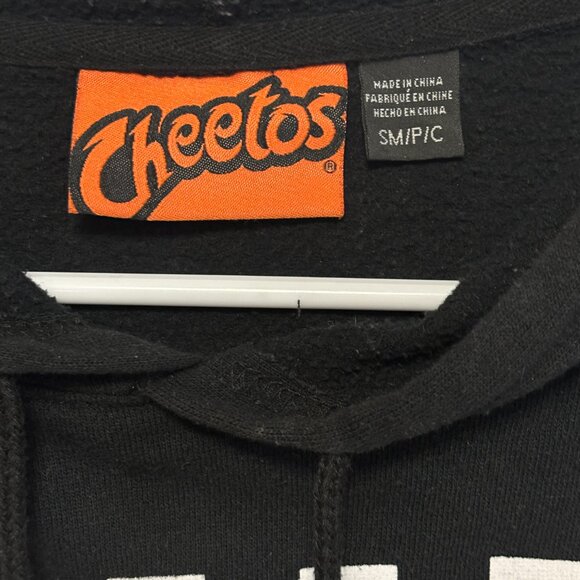 Cheetos®
MADE IN CHINA
FABRIQUÉ EN CHINE
HECHO EN CHINA
SM/P/C